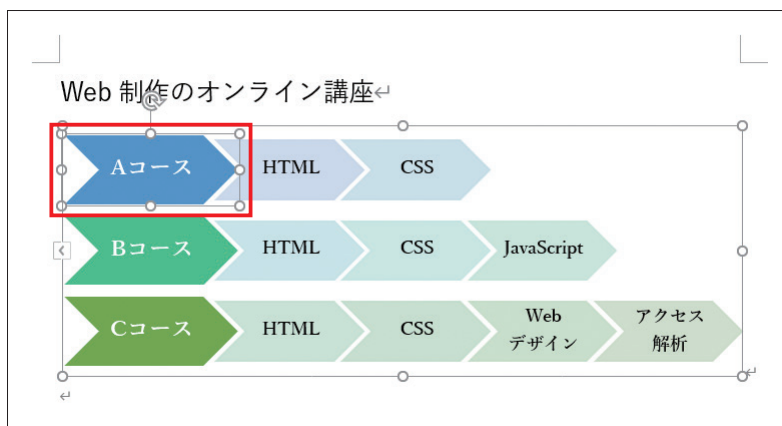 Web 制作のオンライン講座
Aコース HTML CSS
Bコース HTML CSS JavaScript
Cコース HTML CSS Web
デザイン アクセス
解析